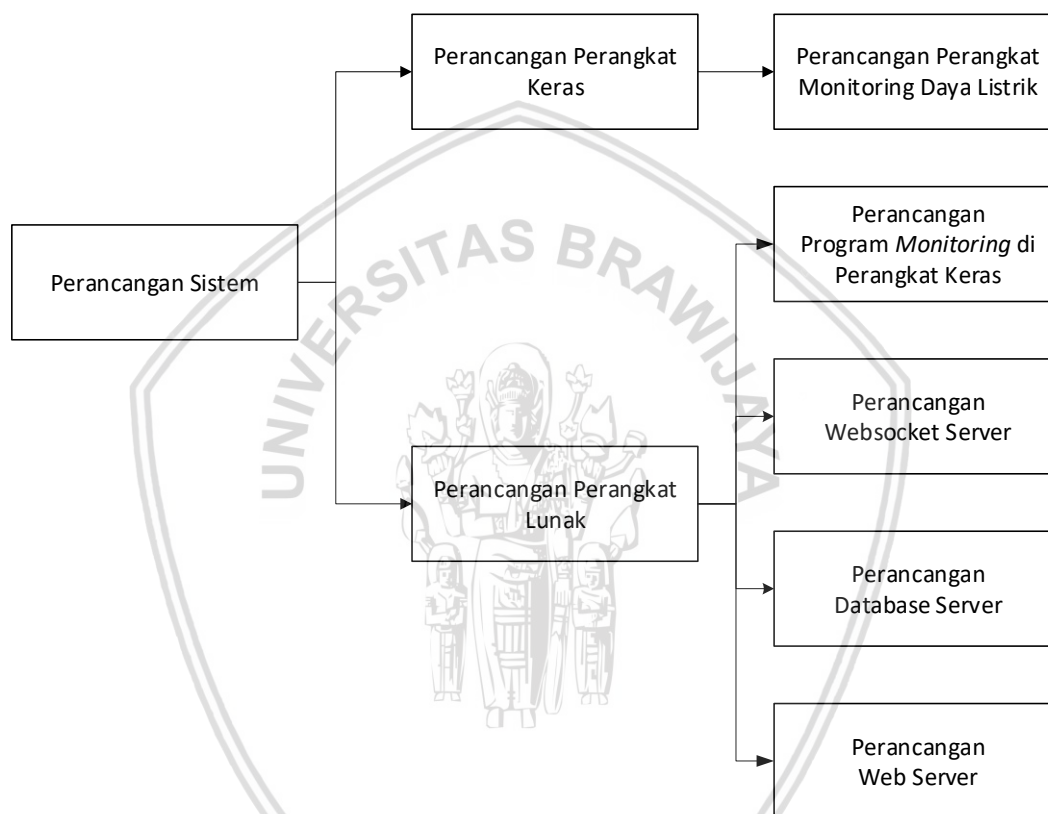 Perancangan Perangkat
Keras
Perancangan Perangkat
Monitoring Daya Listrik
Perancangan Sistem
Perancangan
Program Monitoring di
Perangkat Keras
Perancangan
Websocket Server
Perancangan Perangkat
Lunak
Perancangan
Database Server
Perancangan
Web Server
UNIVERSITAS BRAWIJAYA